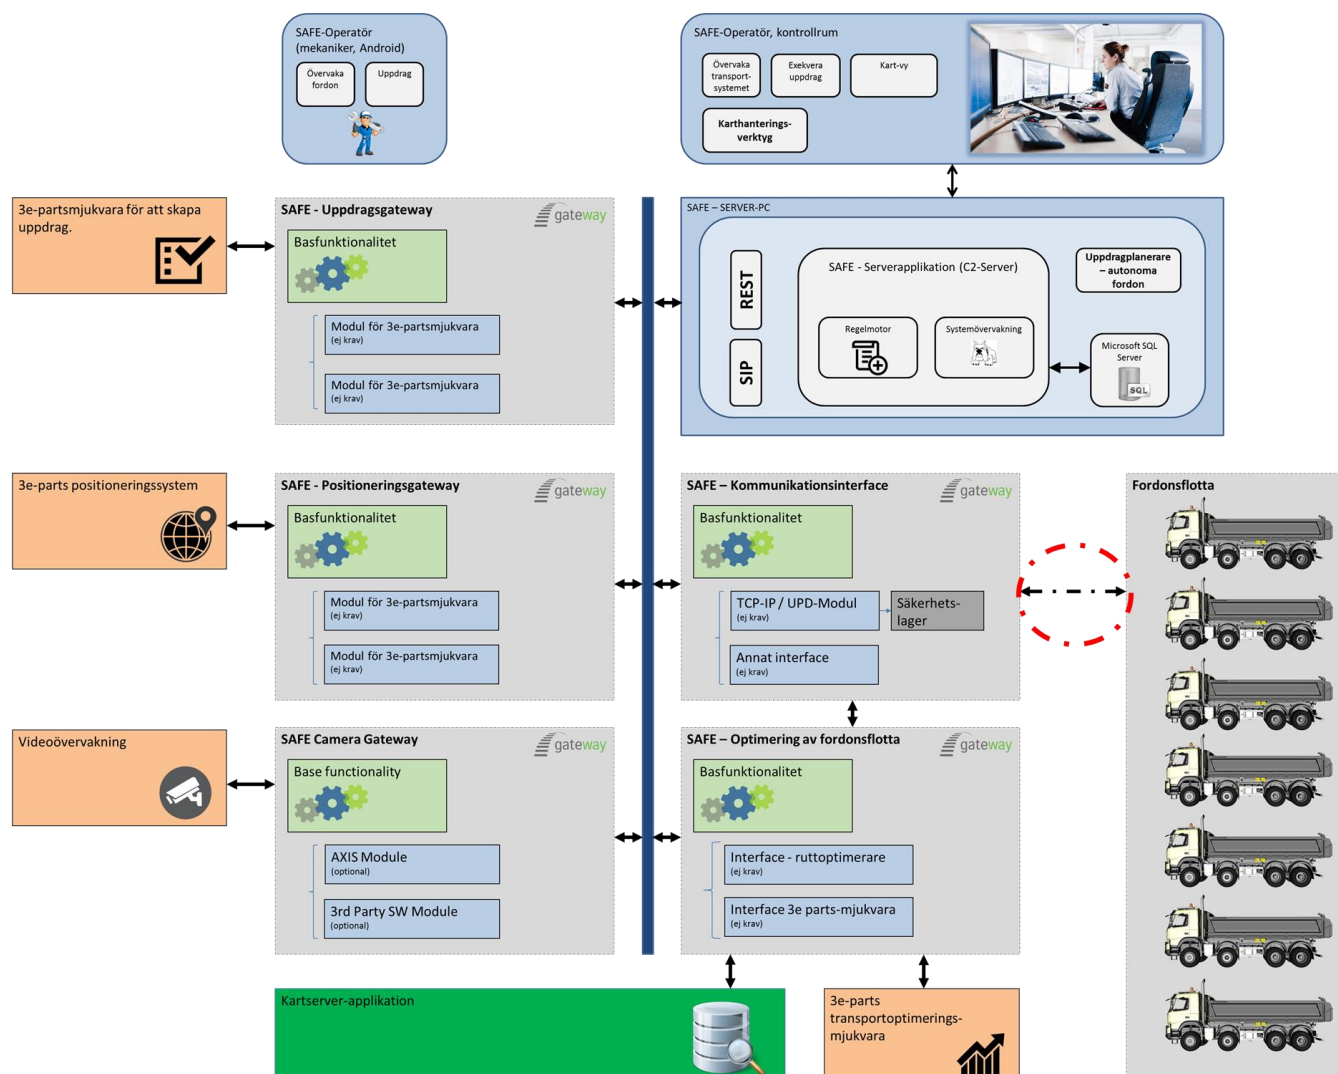 SAFE-Operatör
(mekaniker, Android)
Övervaka
fordon
Uppdrag
SAFE-Operatör, kontrollrum
Övervaka
transport-
systemet
Exekvera
uppdrag
Kart-vy
Karthanterings-
verktyg
3e-partsmjukvara för att skapa
uppdrag.
SAFE - Uppdragsgateway
gateway
Basfunktionalitet
Modul för 3e-partsmjukvara
(ej krav)
Modul för 3e-partsmjukvara
(ej krav)
SAFE – SERVER-PC
REST
SIP
SAFE - Serverapplikation (C2-Server)
Regelmotor
Systemövervakning
Uppdragplanerare
– autonoma
fordon
Microsoft SQL
Server
SQL
3e-parts positioneringssystem
SAFE - Positioneringsgateway
gateway
Basfunktionalitet
Modul för 3e-partsmjukvara
(ej krav)
Modul för 3e-partsmjukvara
(ej krav)
SAFE – Kommunikationsinterface
gateway
Basfunktionalitet
TCP-IP / UPD-Modul
(ej krav)
Säkerhets-
lager
Annat interface
(ej krav)
Fordonsflotta
Videoövervakning
SAFE Camera Gateway
gateway
Base functionality
AXIS Module
(optional)
3rd Party SW Module
(optional)
SAFE – Optimering av fordonsflotta
gateway
Basfunktionalitet
Interface - ruttoptimerare
(ej krav)
Interface 3e parts-mjukvara
(ej krav)
Kartserver-applikation
3e-parts
transportoptimerings-
mjukvara